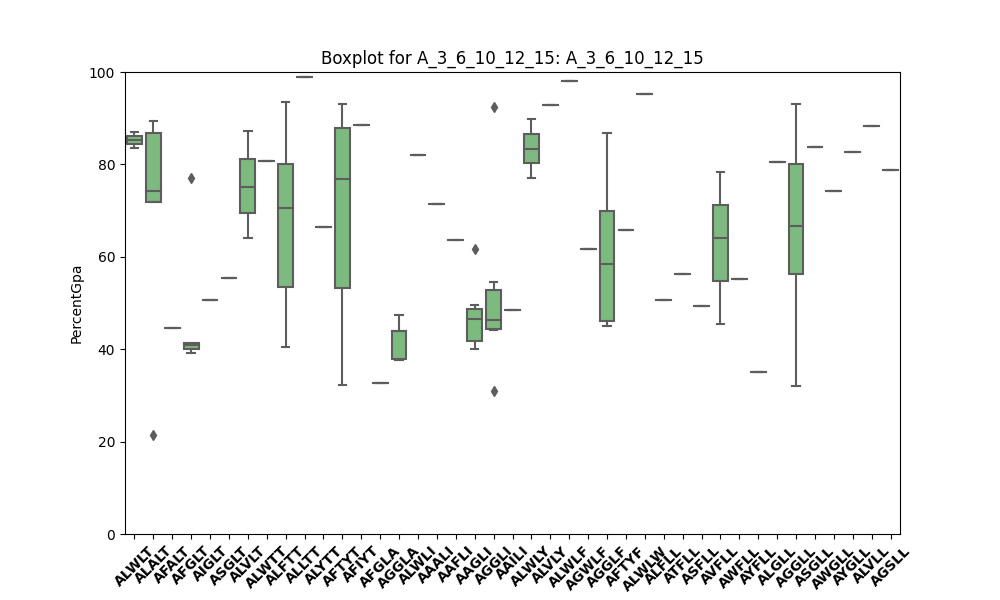 Boxplot for A_3_6_10_12_15: A_3_6_10_12_15
PercentGpa
100
80
60
40
20
0
ALWLT
ALALT
AFALT
AFGLT
AIGLT
ASGLT
ALVLT
ALWTT
ALFTT
ALLTT
ALYTT
AFTYT
AFIYT
AFGLA
AGGLA
ALWLI
AAALI
AAFLI
AAGLI
AGGLI
AAILI
ALWLY
ALVLY
ALWLF
AGWLF
AGGLF
AFTYF
ALWLW
ALFLL
ATFLL
ASFLL
AVFLL
AWFLL
AYFLL
ALGLL
AGGLL
ASGLL
AWGLL
AYGLL
ALVLL
AGSLL